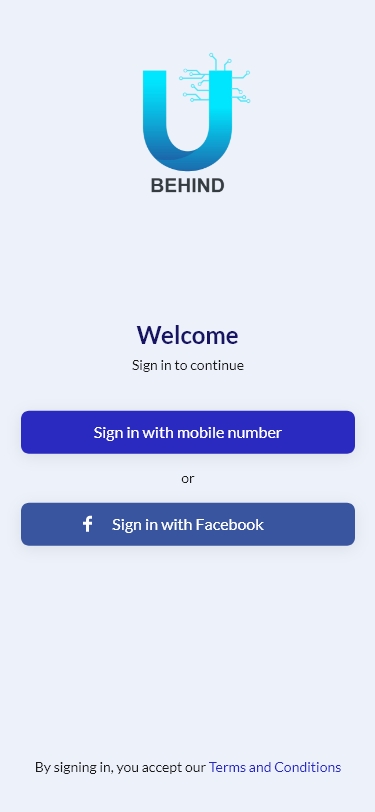 U
BEHIND
Welcome
Sign in to continue
Sign in with mobile number
or
f Sign in with Facebook
By signing in, you accept our Terms and Conditions